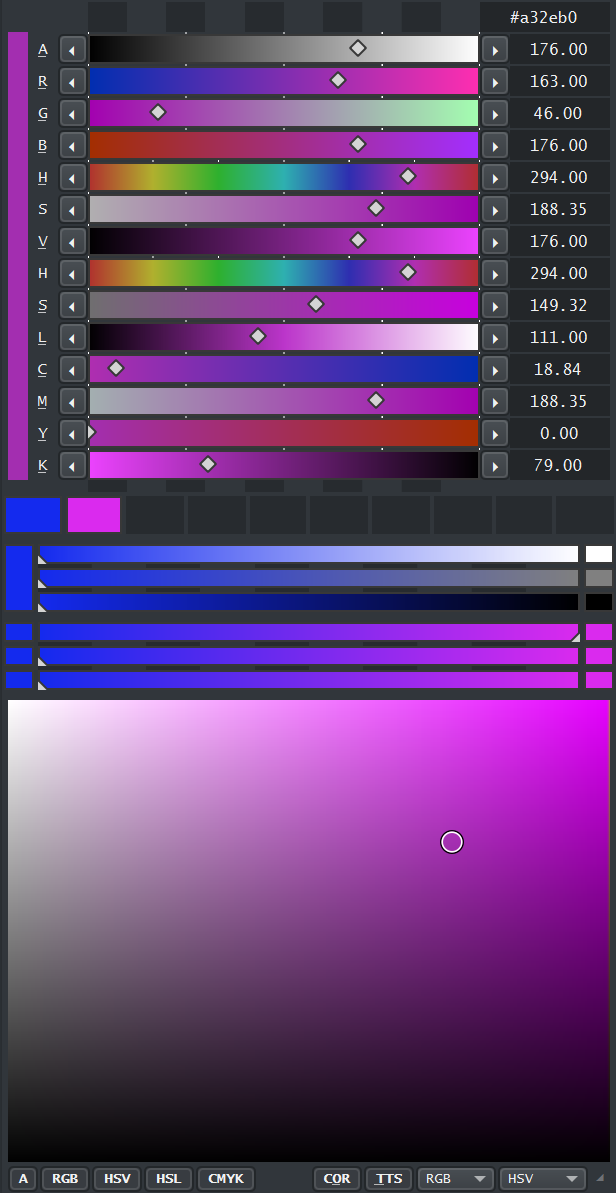 #a32eb0
A 176.00
R 163.00
G 46.00
B 176.00
H 294.00
S 188.35
V 176.00
H 294.00
S 149.32
L 111.00
C 18.84
M 188.35
Y 0.00
K 79.00
A RGB HSV HSL CMYK COR TTS RGB HSV